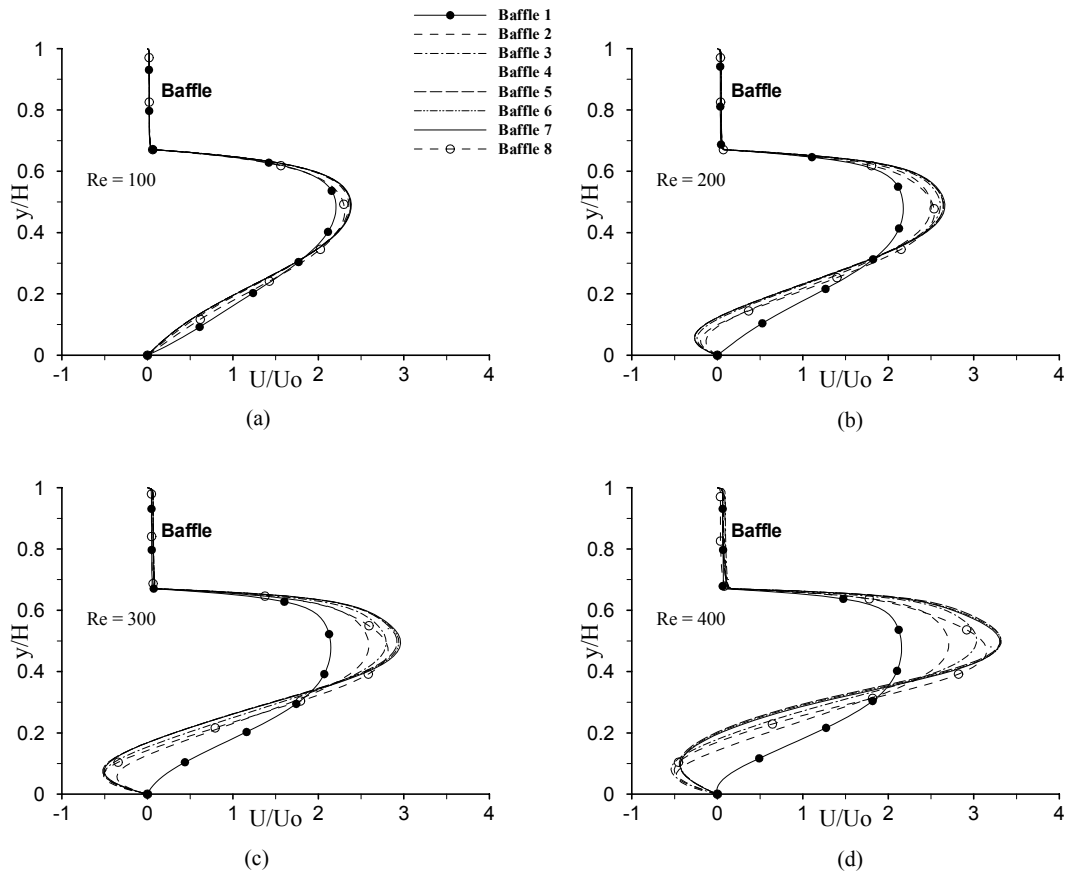 Baffle 1
Baffle 2
Baffle 3
Baffle 4
Baffle 5
Baffle 6
Baffle 7
Baffle 8
1
0.8
0.6
0.4
0.2
0
y/H
Baffle
Re = 100
-1 0 1 2 3 4
U/Uo
(a)
1
0.8
0.6
0.4
0.2
0
y/H
Baffle
Re = 200
-1 0 1 2 3 4
U/Uo
(b)
1
0.8
0.6
0.4
0.2
0
y/H
Baffle
Re = 300
-1 0 1 2 3 4
U/Uo
(c)
1
0.8
0.6
0.4
0.2
0
y/H
Baffle
Re = 400
-1 0 1 2 3 4
U/Uo
(d)